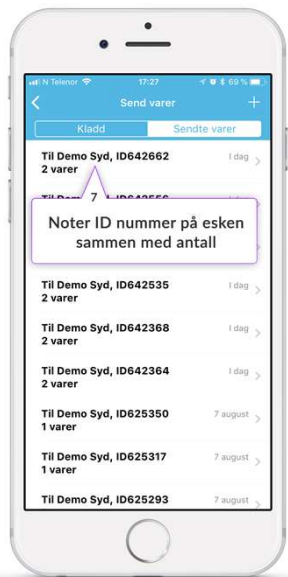 N Telenor 17:27 69 %
Send varer
Kladd Sendte varer
Til Demo Syd, ID642662 I dag
2 varer
7
Noter ID nummer på esken
sammen med antall
Til Demo Syd, ID642535 I dag
2 varer
Til Demo Syd, ID642368 I dag
2 varer
Til Demo Syd, ID642364 I dag
2 varer
Til Demo Syd, ID625350 7 august
1 varer
Til Demo Syd, ID625317 7 august
1 varer
Til Demo Syd, ID625293 7 august